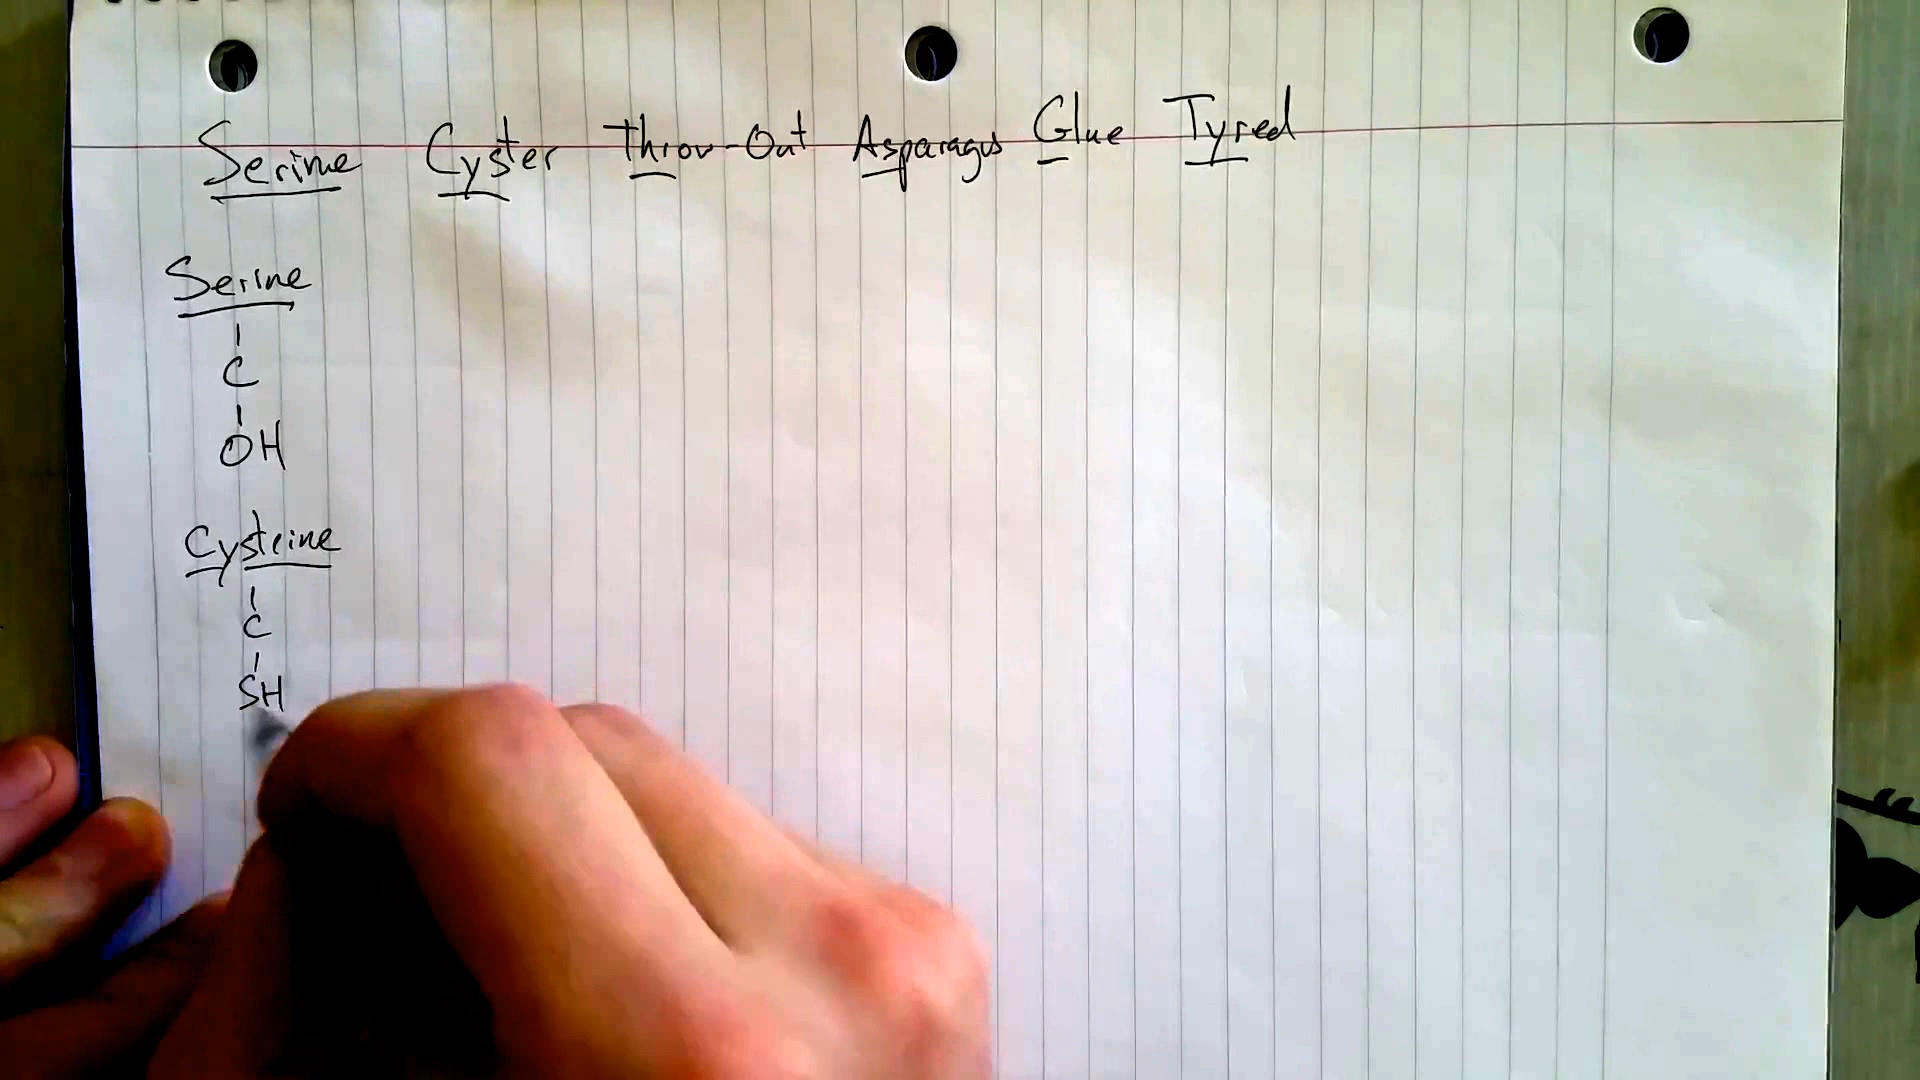 Serine Cyster Throw-Out Asparagus Glue Tyred
Serine
C
OH
Cysteine
C
SH